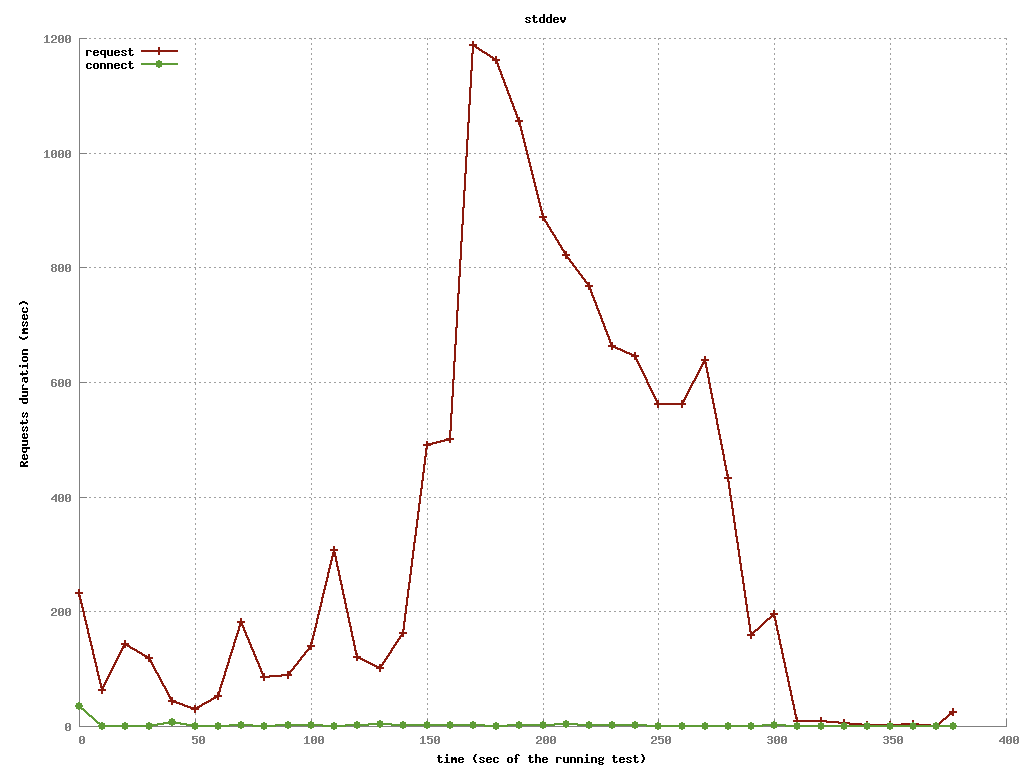 stddev
request
connect
1200
1000
800
600
400
200
0
Requests duration (msec)
0 50 100 150 200 250 300 350 400
time (sec of the running test)